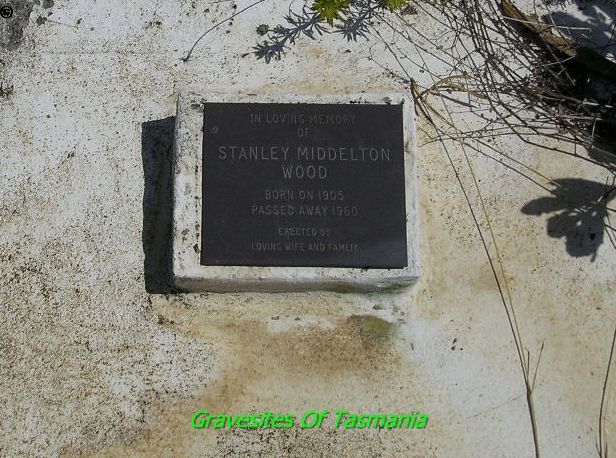 ©
IN LOVING MEMORY
OF
STANLEY MIDDELTON
WOOD
BORN ON 1905
PASSED AWAY 1960
ERECTED BY
LOVING WIFE AND FAMLIY
Gravesites Of Tasmania